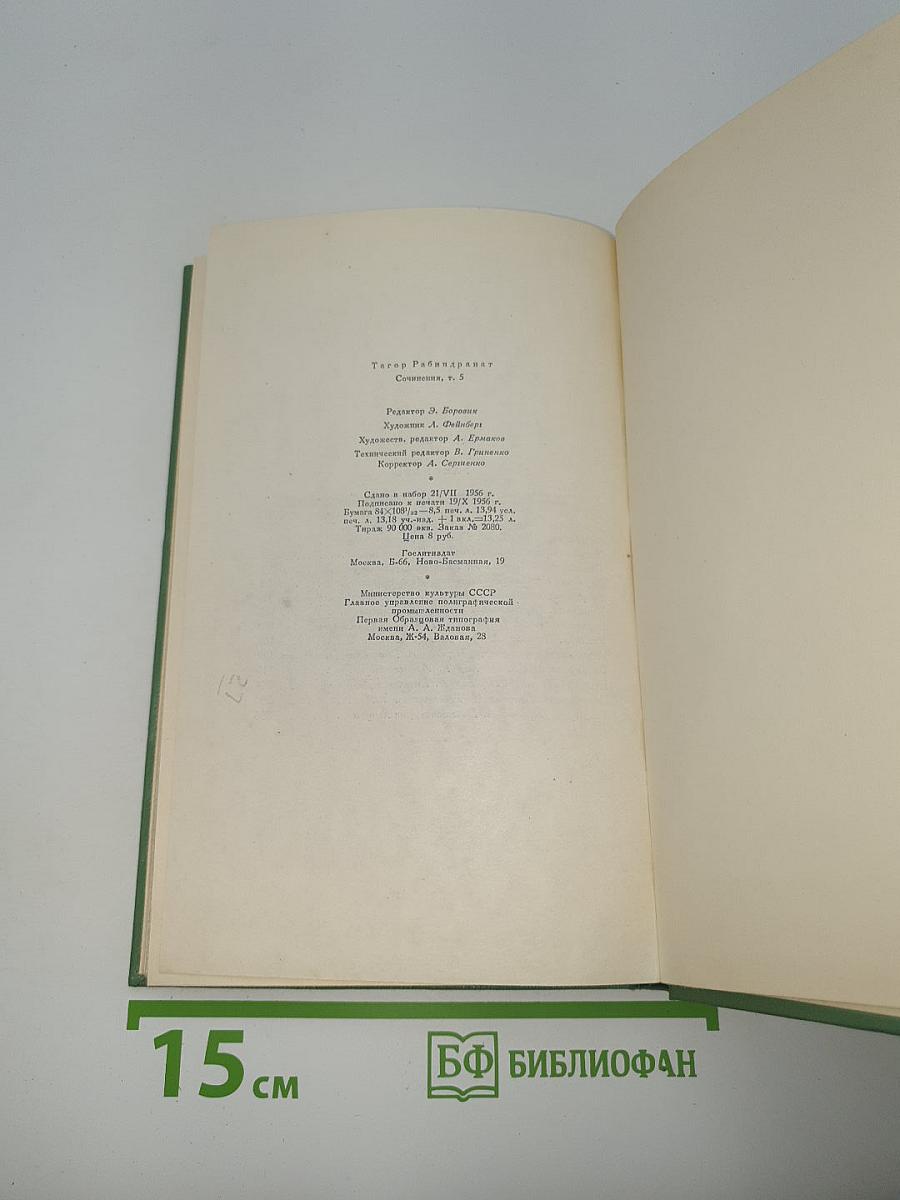 Тагор Рабиндранат
Сочинения, т. 5
Редактор Э. Боровик
Художник Л. Фейнберг
Художеств. редактор А. Ермаков
Технический редактор В. Гриненко
Корректор А. Сергиенко
*
Сдано в набор 21/VII 1956 г.
Подписано к печати 19/X 1956 г.
Бумага 84×108¹/₃₂—8,5 печ. л. 13,94 усл.
печ. л. 13,18 уч.-изд. + 1 вкл.=13,25 л.
Тираж 90 000 экз. Заказ № 2080.
Цена 8 руб.
Гослитиздат
Москва, Б-66, Ново-Басманная, 19
*
Министерство культуры СССР
Главное управление полиграфической
промышленности
Первая Образцовая типография
имени А. А. Жданова
Москва, Ж-54, Валовая, 28
15 см
БФ БИБЛИОФАН